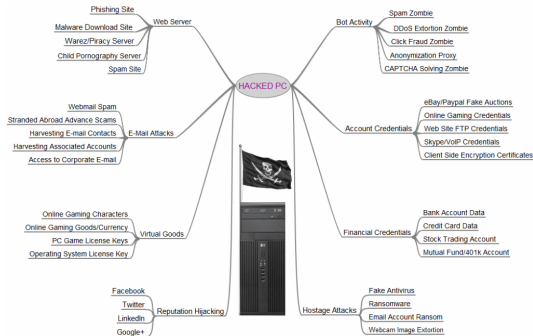 HACKED PC
Web Server
Phishing Site
Malware Download Site
Warez/Piracy Server
Child Pornography Server
Spam Site
E-Mail Attacks
Webmail Spam
Stranded Abroad Advance Scams
Harvesting E-mail Contacts
Harvesting Associated Accounts
Access to Corporate E-mail
Virtual Goods
Online Gaming Characters
Online Gaming Goods/Currency
PC Game License Keys
Operating System License Key
Reputation Hijacking
Facebook
Twitter
LinkedIn
Google+
Bot Activity
Spam Zombie
DDoS Extortion Zombie
Click Fraud Zombie
Anonymization Proxy
CAPTCHA Solving Zombie
Account Credentials
eBay/Paypal Fake Auctions
Online Gaming Credentials
Web Site FTP Credentials
Skype/VoIP Credentials
Client Side Encryption Certificates
Financial Credentials
Bank Account Data
Credit Card Data
Stock Trading Account
Mutual Fund/401k Account
Hostage Attacks
Fake Antivirus
Ransomware
Email Account Ransom
Webcam Image Extortion